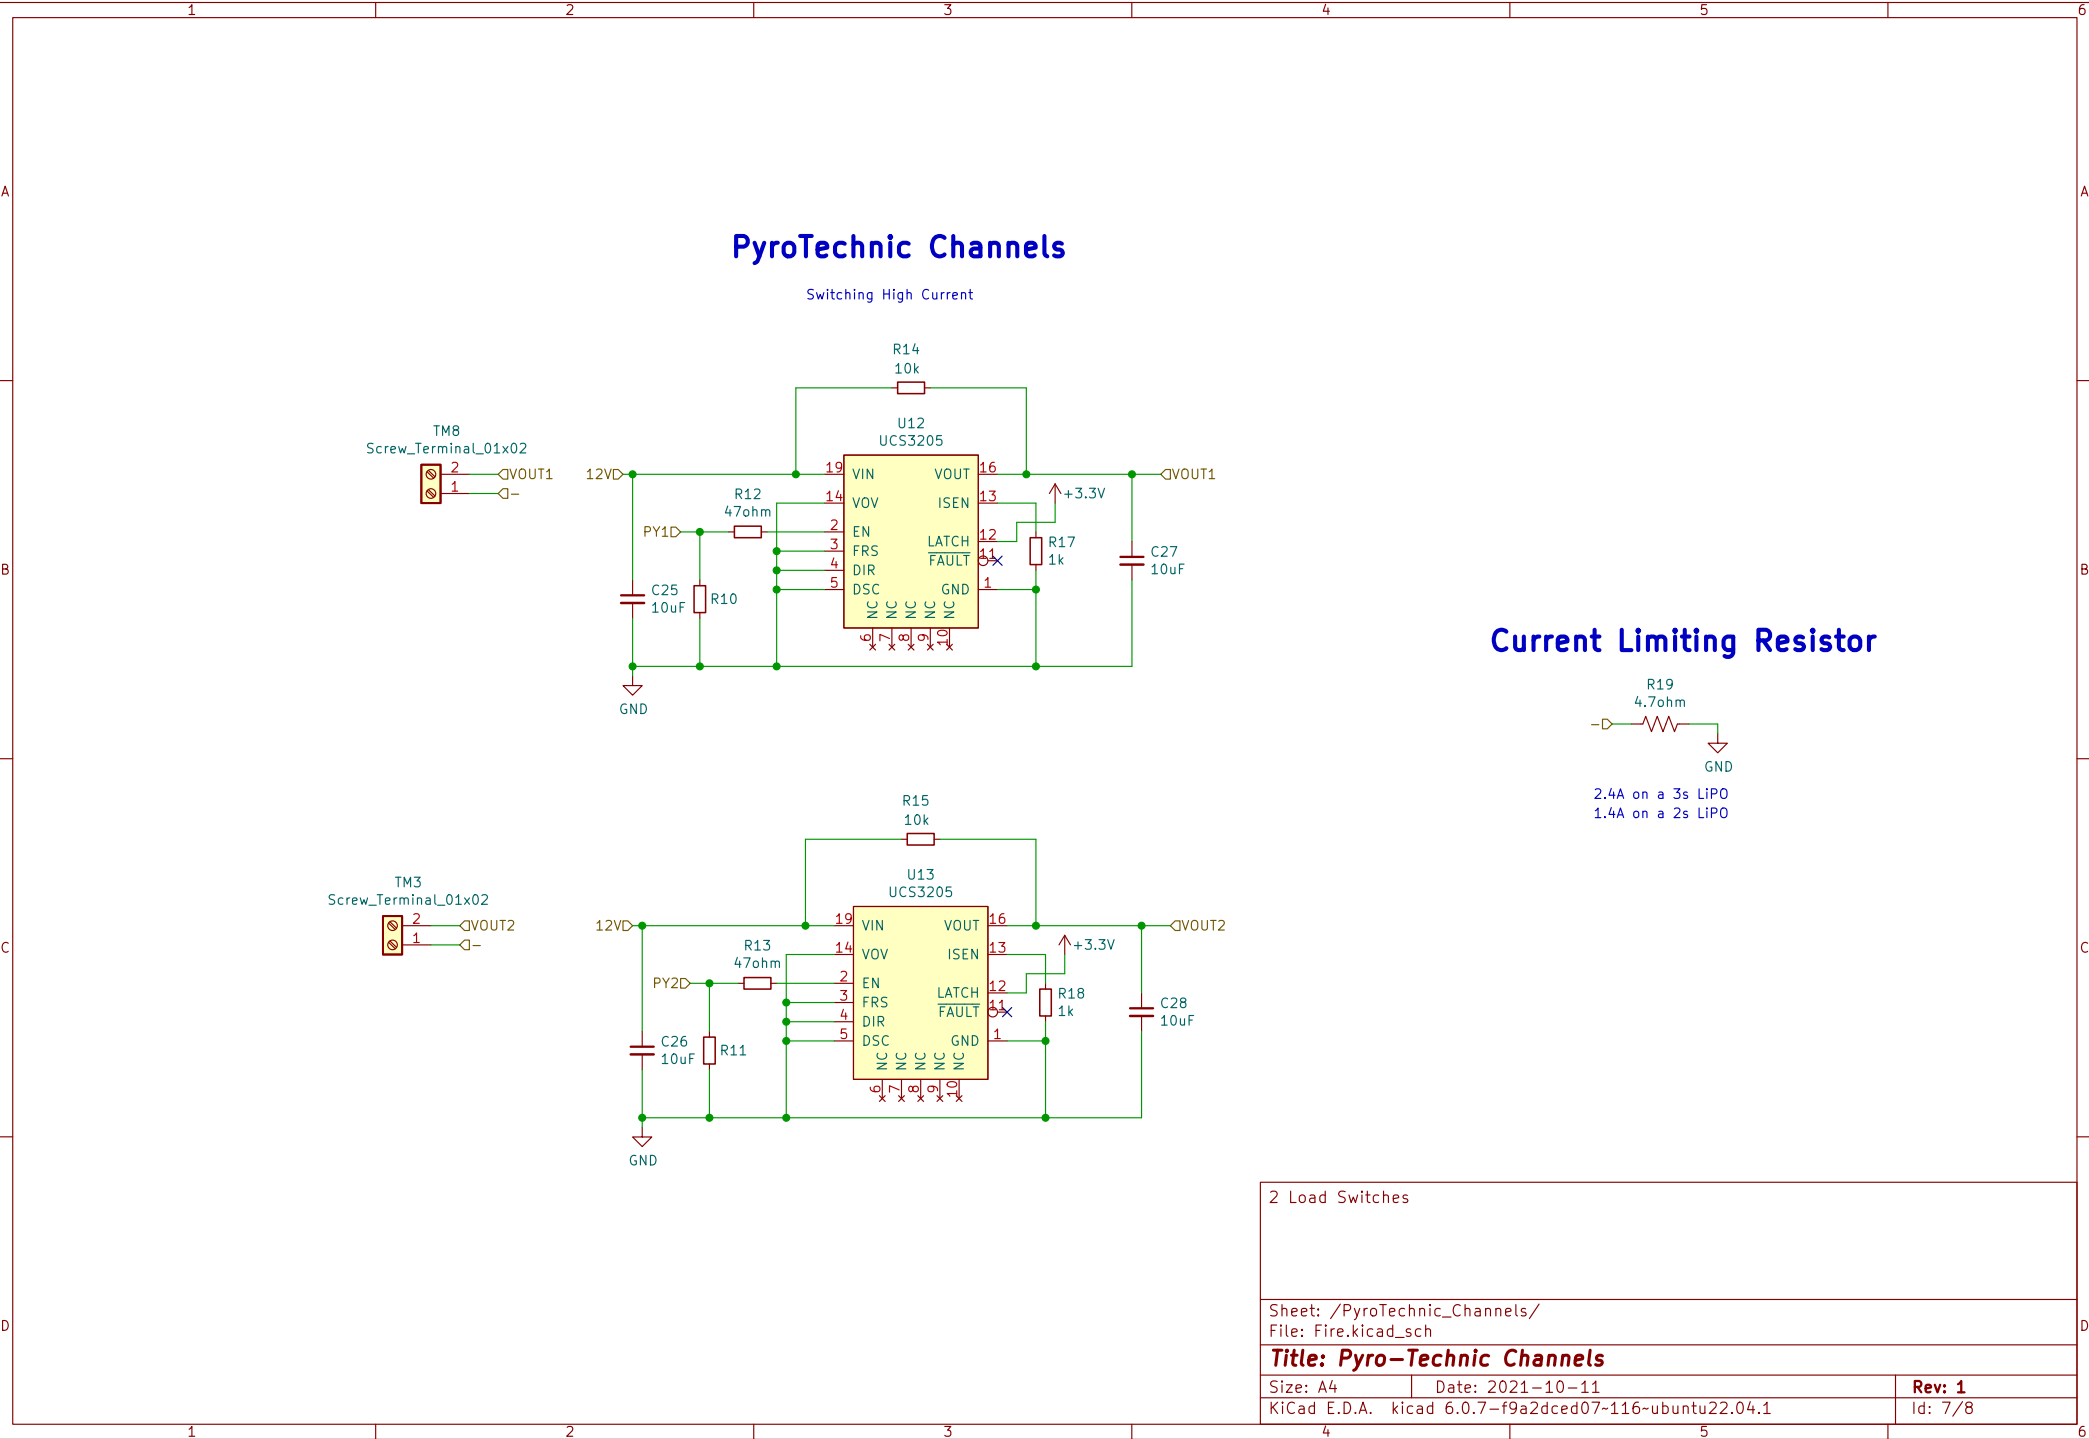 1 2 3 4 5 6
A A
PyroTechnic Channels
Switching High Current
R14
10k
U12
UCS3205
TM8
Screw_Terminal_01x02
2 VOUT1
1 -
12V 19 VIN VOUT 16 VOUT1
14 VOV ISEN 13 +3.3V
R12
47ohm
PY1 2 EN
3 FRS LATCH 12
4 DIR FAULT 11
5 DSC GND 1
R17
1k
C27
10uF
C25
10uF
R10
NC NC NC NC NC
6 7 8 9 10
GND
B B
Current Limiting Resistor
R19
4.7ohm
-
GND
2.4A on a 3s LiPO
1.4A on a 2s LiPO
R15
10k
U13
UCS3205
TM3
Screw_Terminal_01x02
2 VOUT2
1 -
12V 19 VIN VOUT 16 VOUT2
14 VOV ISEN 13 +3.3V
R13
47ohm
PY2 2 EN
3 FRS LATCH 12
4 DIR FAULT 11
5 DSC GND 1
R18
1k
C28
10uF
C26
10uF
R11
NC NC NC NC NC
6 7 8 9 10
GND
C C
2 Load Switches
Sheet: /PyroTechnic_Channels/
File: Fire.kicad_sch
Title: Pyro-Technic Channels
Size: A4 Date: 2021-10-11 Rev: 1
KiCad E.D.A. kicad 6.0.7-f9a2dced07~116~ubuntu22.04.1 Id: 7/8
D D
1 2 3 4 5 6